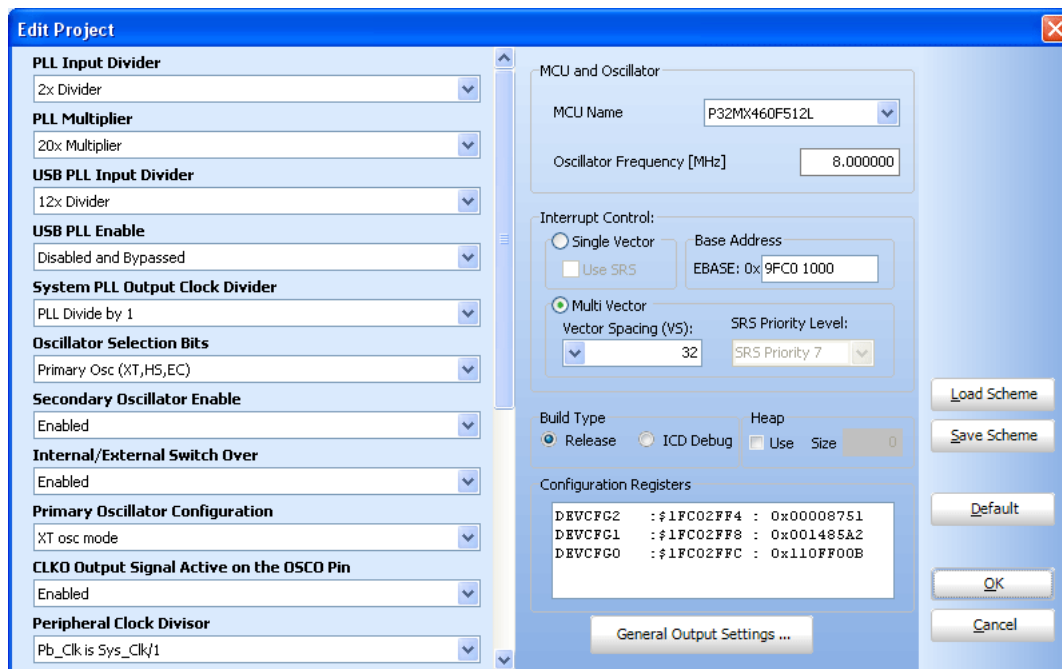 Edit Project
PLL Input Divider
2x Divider
PLL Multiplier
20x Multiplier
USB PLL Input Divider
12x Divider
USB PLL Enable
Disabled and Bypassed
System PLL Output Clock Divider
PLL Divide by 1
Oscillator Selection Bits
Primary Osc (XT,HS,EC)
Secondary Oscillator Enable
Enabled
Internal/External Switch Over
Enabled
Primary Oscillator Configuration
XT osc mode
CLKO Output Signal Active on the OSCO Pin
Enabled
Peripheral Clock Divisor
Pb_Clk is Sys_Clk/1
MCU and Oscillator
MCU Name P32MX460F512L
Oscillator Frequency [MHz] 8.000000
Interrupt Control:
Single Vector
Use SRS
Base Address
EBASE: 0x 9FC0 1000
Multi Vector
Vector Spacing (VS):
32
SRS Priority Level:
SRS Priority 7
Build Type
Release ICD Debug
Heap
Use Size 0
Configuration Registers
DEVCFG2 :$1FC02FF4 : 0x00008751
DEVCFG1 :$1FC02FF8 : 0x001485A2
DEVCFG0 :$1FC02FFC : 0x110FF00B
General Output Settings ...
Load Scheme
Save Scheme
Default
OK
Cancel